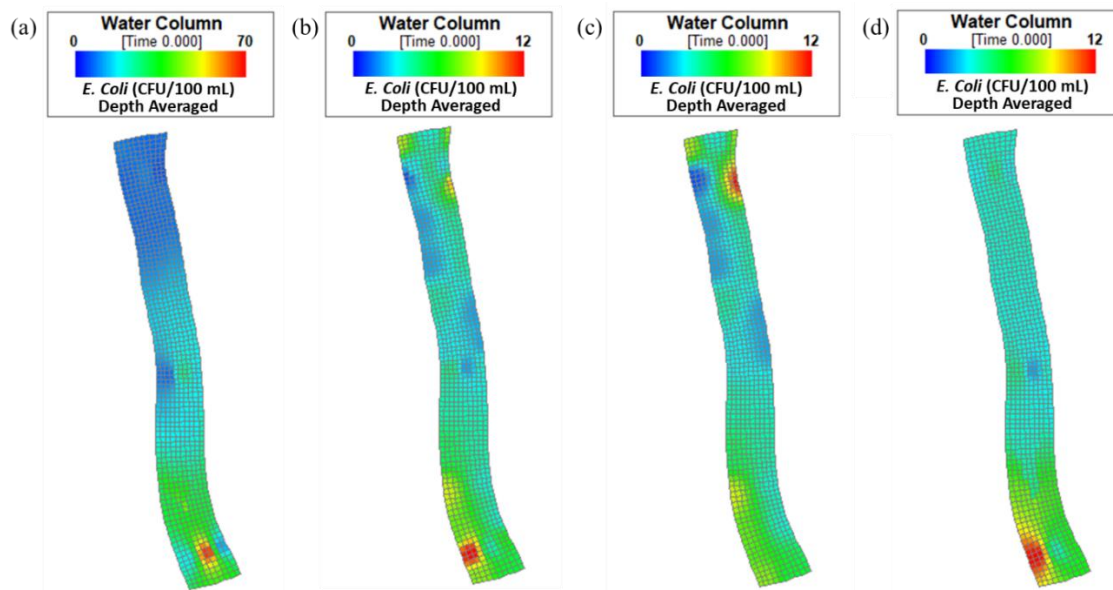 (a)
Water Column
0 [Time 0.000] 70
E. Coli (CFU/100 mL)
Depth Averaged
(b)
Water Column
0 [Time 0.000] 12
E. Coli (CFU/100 mL)
Depth Averaged
(c)
Water Column
0 [Time 0.000] 12
E. Coli (CFU/100 mL)
Depth Averaged
(d)
Water Column
0 [Time 0.000] 12
E. Coli (CFU/100 mL)
Depth Averaged